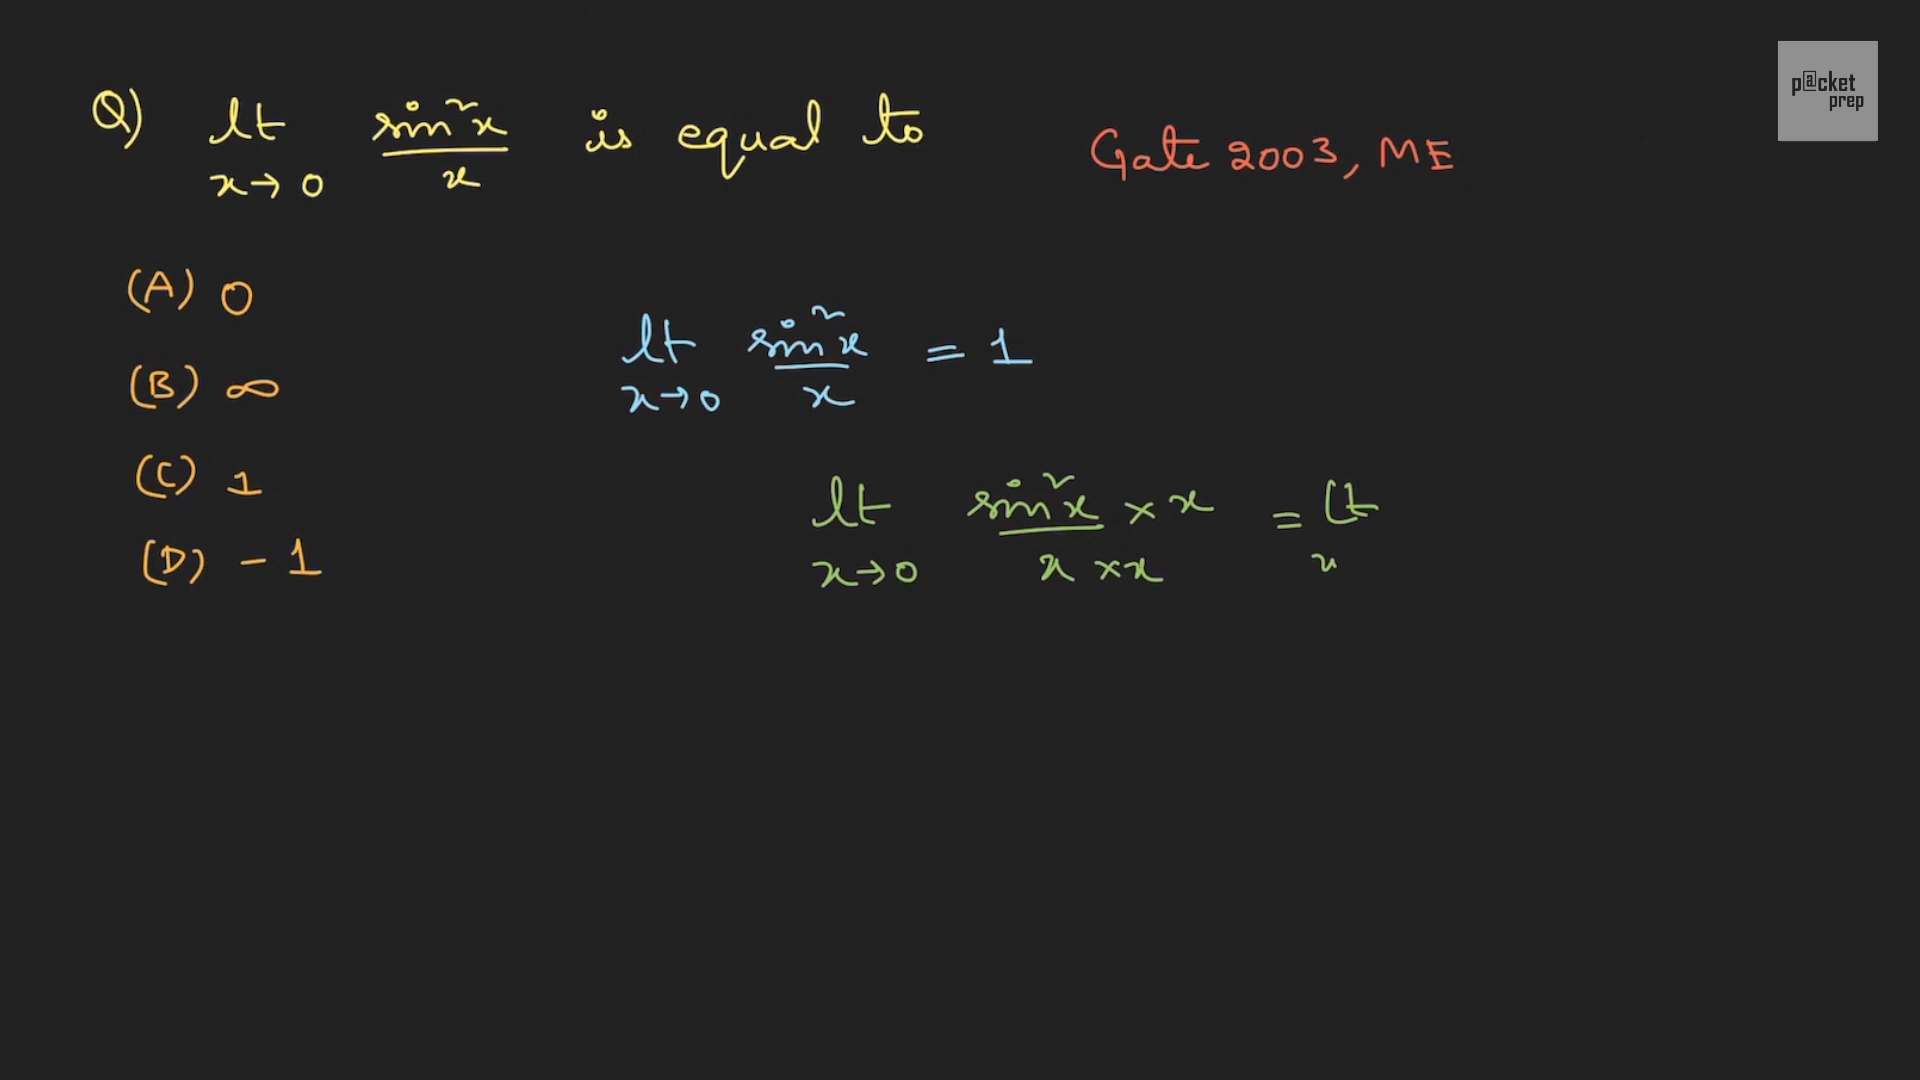 Q) lt sin²x / x is equal to
x→0
Gate 2003, ME
p@cket
prep
(A) 0
(B) ∞
(C) 1
(D) - 1
lt sin²x / x = 1
x→0
lt sin²x × x / x × x = lt
x→0 x